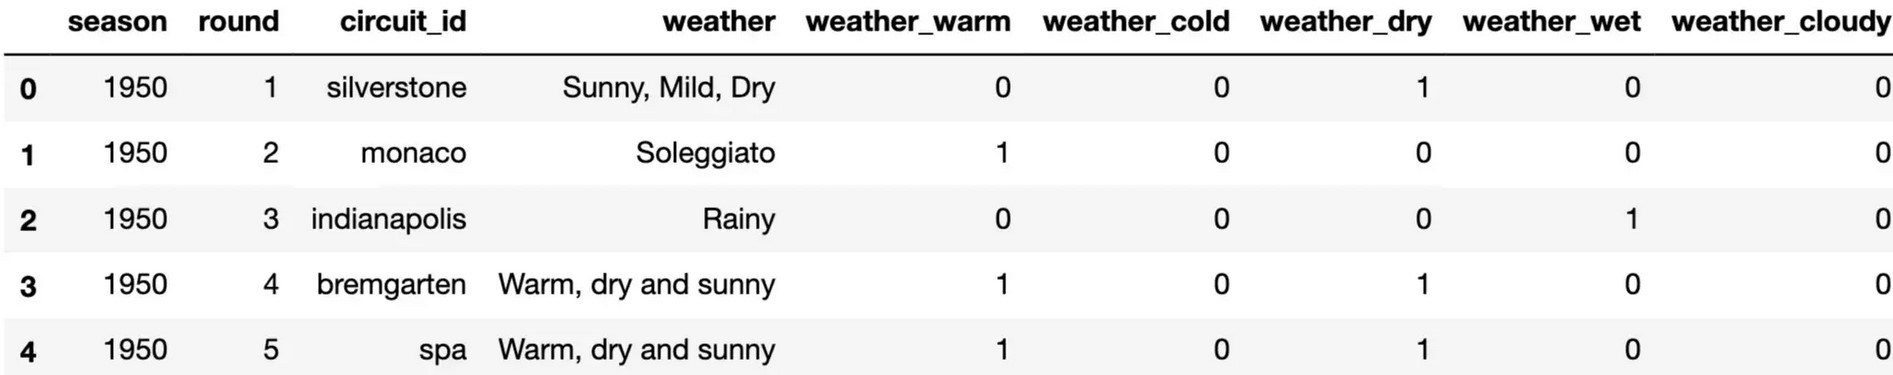 season round circuit_id weather weather_warm weather_cold weather_dry weather_wet weather_cloudy
0 1950 1 silverstone Sunny, Mild, Dry 0 0 1 0 0
1 1950 2 monaco Soleggiato 1 0 0 0 0
2 1950 3 indianapolis Rainy 0 0 0 1 0
3 1950 4 bremgarten Warm, dry and sunny 1 0 1 0 0
4 1950 5 spa Warm, dry and sunny 1 0 1 0 0